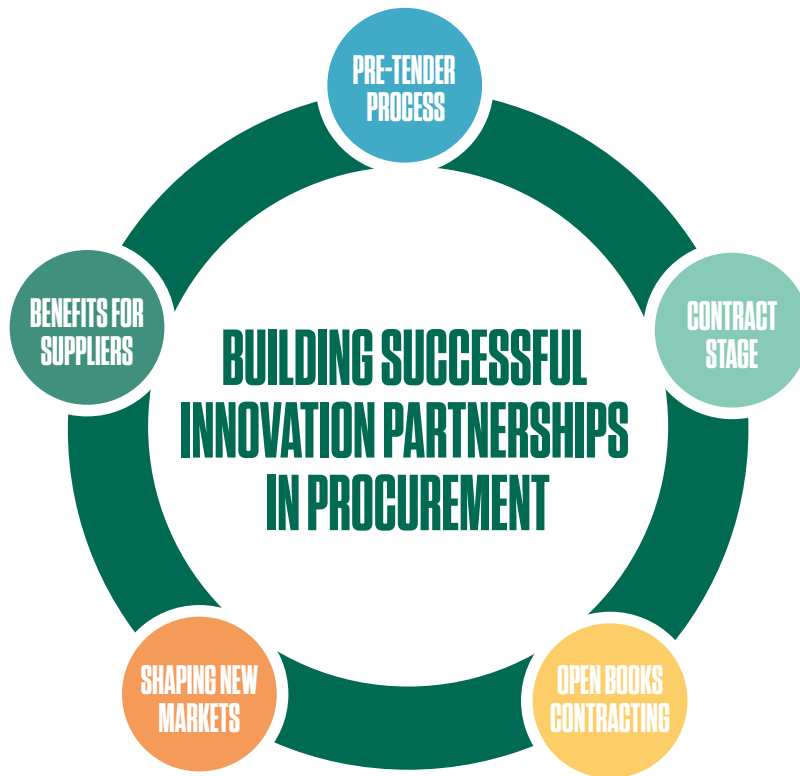 PRE-TENDER
PROCESS
CONTRACT
STAGE
OPEN BOOKS
CONTRACTING
SHAPING NEW
MARKETS
BENEFITS FOR
SUPPLIERS
BUILDING SUCCESSFUL
INNOVATION PARTNERSHIPS
IN PROCUREMENT